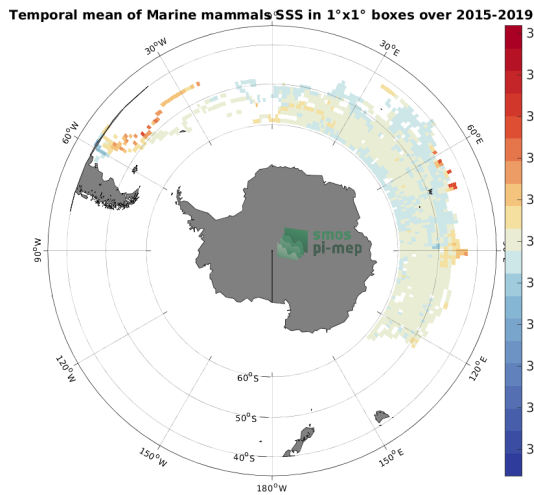 Temporal mean of Marine mammals SSS in 1°x1° boxes over 2015-2019
30°W
30°E
60°W
60°E
90°W
smos
pi-mep
120°W
120°E
60°S
50°S
40°S
150°W
150°E
180°W
3
3
3
3
3
3
3
3
3
3
3